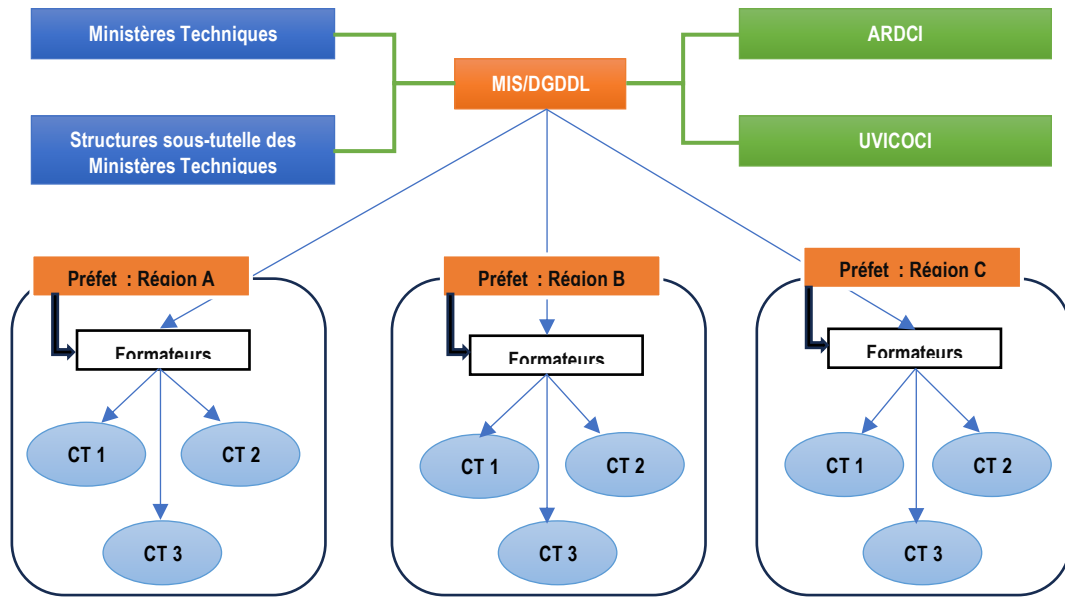 Ministères Techniques
ARDCI
MIS/DGDDL
Structures sous-tutelle des
Ministères Techniques
UVICOCI
Préfet : Région A
Préfet : Région B
Préfet : Région C
Formateurs
Formateurs
Formateurs
CT 1
CT 2
CT 1
CT 2
CT 1
CT 2
CT 3
CT 3
CT 3